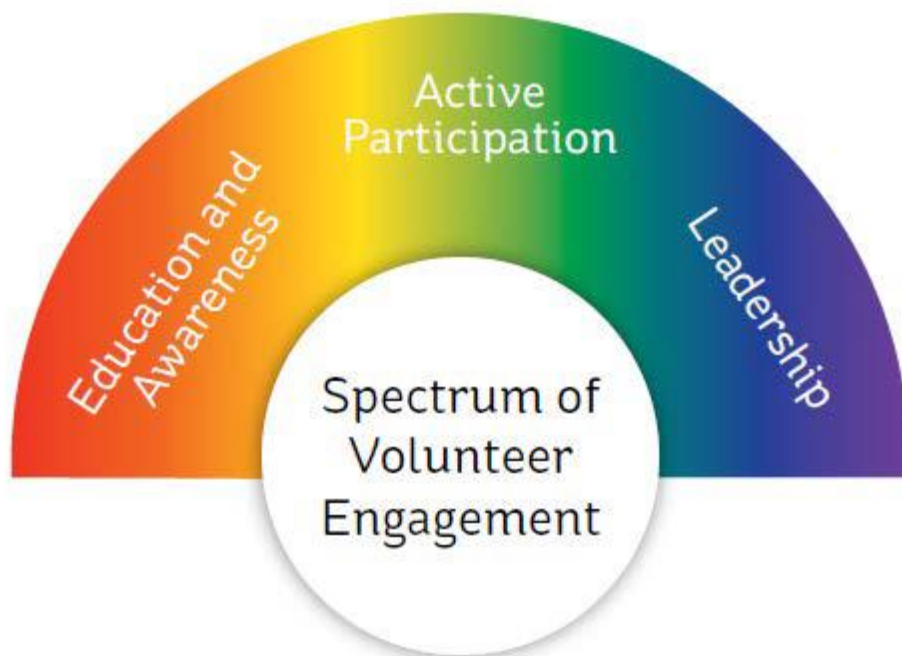 Active
Participation
Education and
Awareness
Leadership
Spectrum of
Volunteer
Engagement